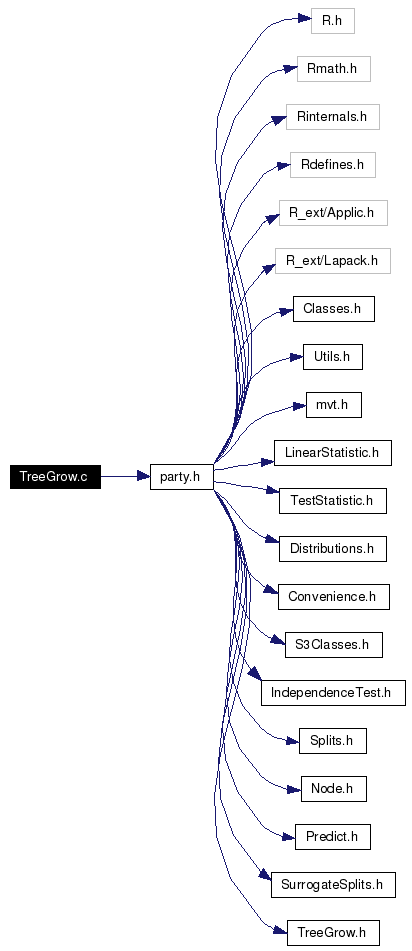 R.h
Rmath.h
Rinternals.h
Rdefines.h
R_ext/Applic.h
R_ext/Lapack.h
Classes.h
Utils.h
mvt.h
LinearStatistic.h
TreeGrow.c
party.h
TestStatistic.h
Distributions.h
Convenience.h
S3Classes.h
IndependenceTest.h
Splits.h
Node.h
Predict.h
SurrogateSplits.h
TreeGrow.h